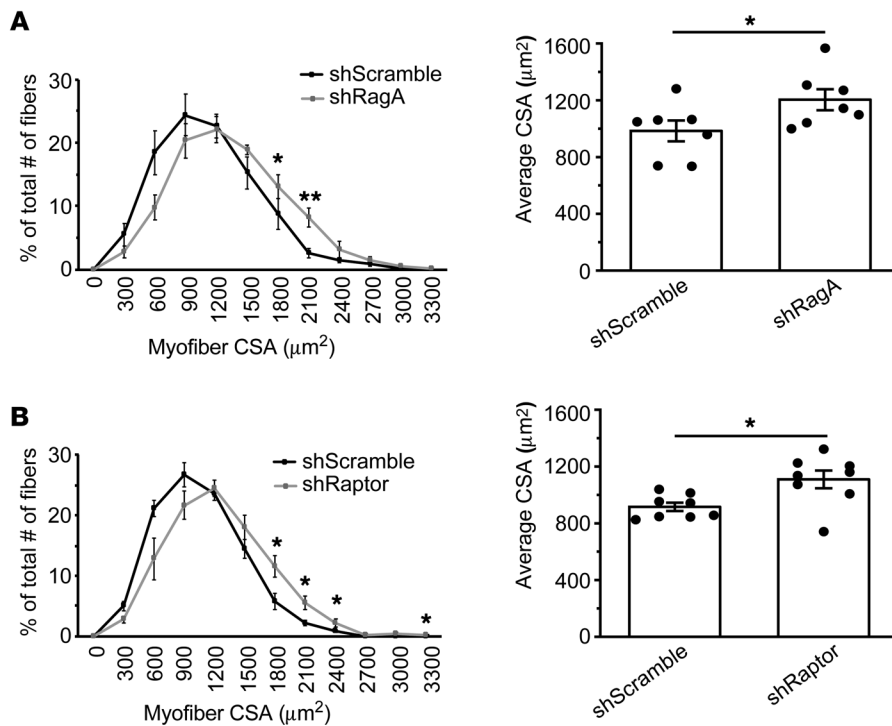 A
% of total # of fibers
30
20
10
0
shScramble
shRagA
*
**
0 300 600 900 1200 1500 1800 2100 2400 2700 3000 3300
Myofiber CSA (μm²)
Average CSA (μm²)
1600
1200
800
400
0
*
shScramble
shRagA
B
% of total # of fibers
30
20
10
0
shScramble
shRaptor
*
*
*
*
0 300 600 900 1200 1500 1800 2100 2400 2700 3000 3300
Myofiber CSA (μm²)
Average CSA (μm²)
1600
1200
800
400
0
*
shScramble
shRaptor